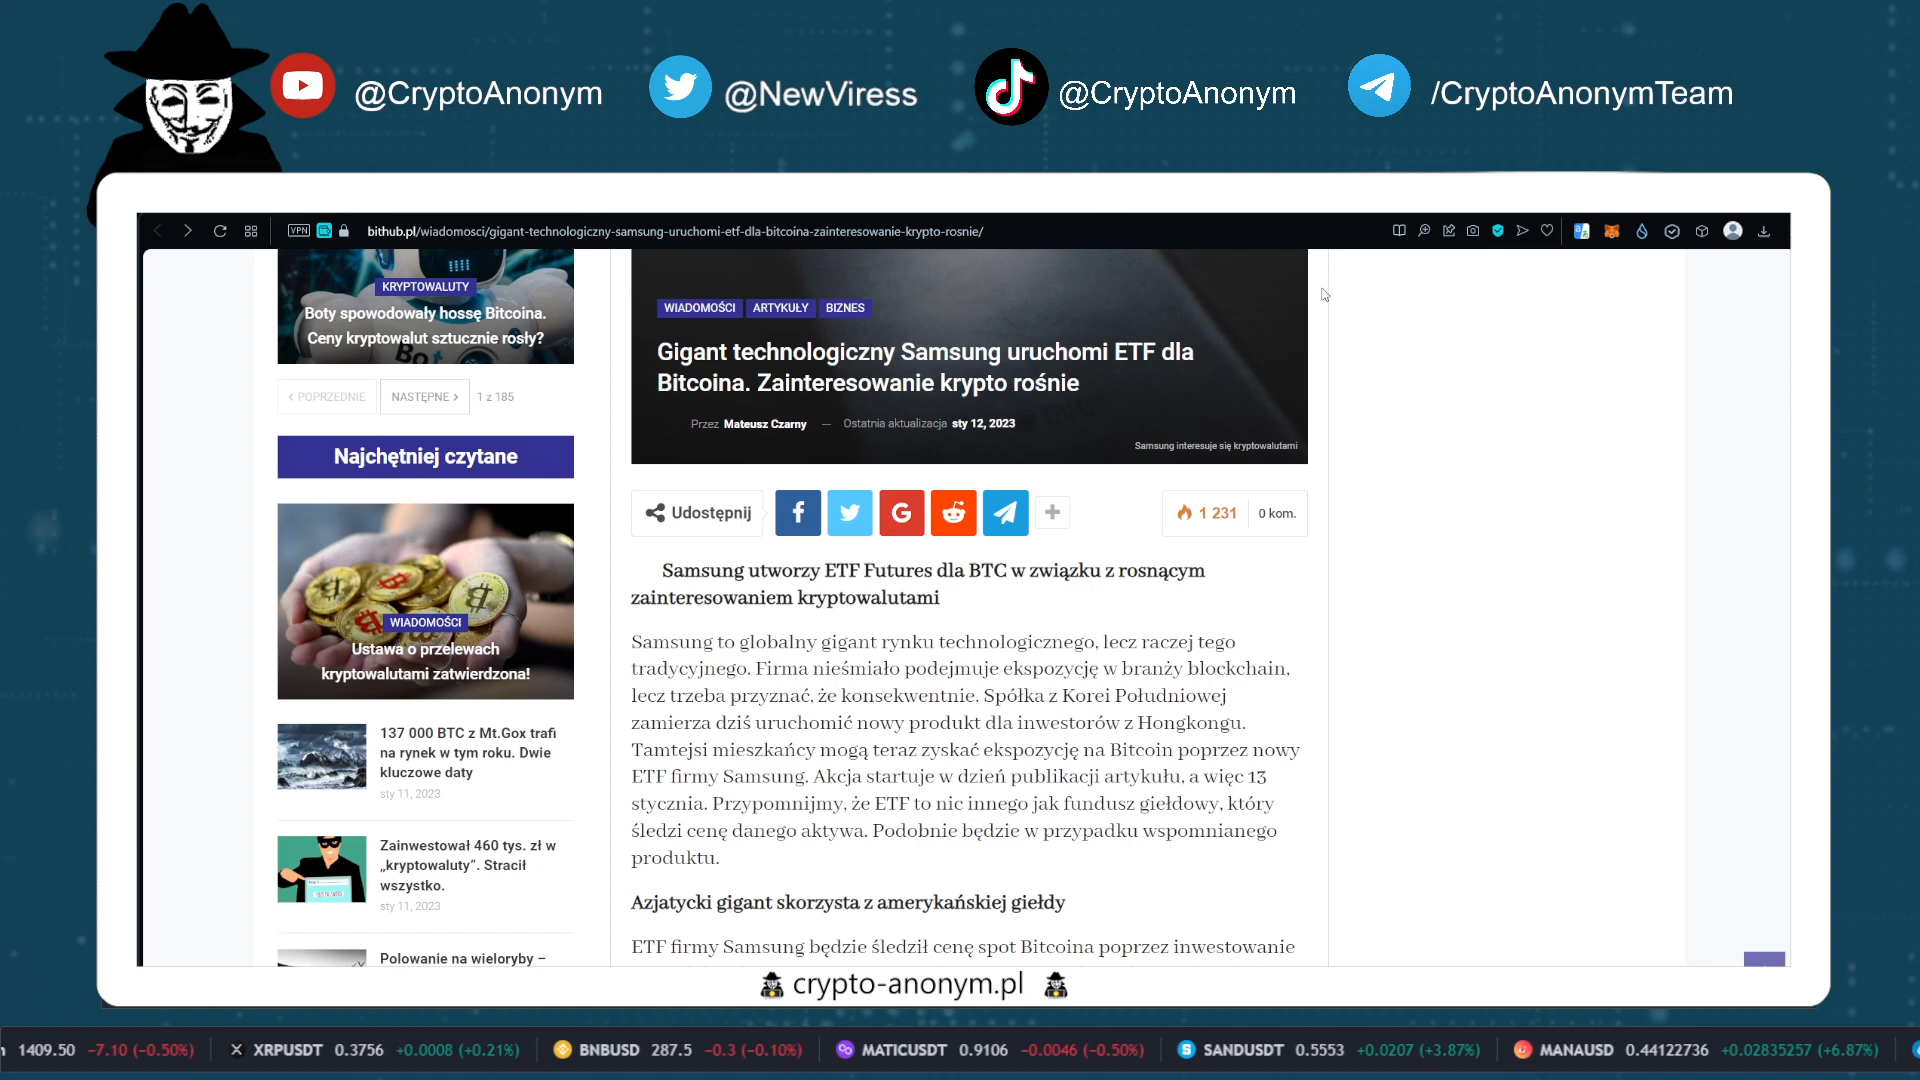 @CryptoAnonym
@NewViress
@CryptoAnonym
/CryptoAnonymTeam
VPN
bithub.pl/wiadomosci/gigant-technologiczny-samsung-uruchomi-etf-dla-bitcoina-zainteresowanie-krypto-rosnie/
KRYPTOWALUTY
Boty spowodowały hossę Bitcoina.
Ceny kryptowalut sztucznie rosły?
Bot
POPRZEDNIE
NASTĘPNE
1 z 185
Najchętniej czytane
WIADOMOŚCI
Ustawa o przelewach
kryptowalutami zatwierdzona!
137 000 BTC z Mt.Gox trafi
na rynek w tym roku. Dwie
kluczowe daty
sty 11, 2023
Zainwestował 460 tys. zł w
„kryptowaluty”. Stracił
wszystko.
sty 11, 2023
Polowanie na wieloryby –
WIADOMOŚCI ARTYKUŁY BIZNES
Gigant technologiczny Samsung uruchomi ETF dla
Bitcoina. Zainteresowanie krypto rośnie
Przez Mateusz Czarny — Ostatnia aktualizacja sty 12, 2023
Samsung interesuje się kryptowalutami
Udostępnij
1 231
0 kom.
Samsung utworzy ETF Futures dla BTC w związku z rosnącym
zainteresowaniem kryptowalutami
Samsung to globalny gigant rynku technologicznego, lecz raczej tego
tradycyjnego. Firma nieśmiało podejmuje ekspozycję w branży blockchain,
lecz trzeba przyznać, że konsekwentnie. Spółka z Korei Południowej
zamierza dziś uruchomić nowy produkt dla inwestorów z Hongkongu.
Tamtejsi mieszkańcy mogą teraz zyskać ekspozycję na Bitcoin poprzez nowy
ETF firmy Samsung. Akcja startuje w dzień publikacji artykułu, a więc 13
stycznia. Przypomnijmy, że ETF to nic innego jak fundusz giełdowy, który
śledzi cenę danego aktywa. Podobnie będzie w przypadku wspomnianego
produktu.
Azjatycki gigant skorzysta z amerykańskiej giełdy
ETF firmy Samsung będzie śledził cenę spot Bitcoina poprzez inwestowanie
crypto-anonym.pl
1409.50 −7.10 (−0.50%) XRPUSDT 0.3756 +0.0008 (+0.21%) BNBUSD 287.5 −0.3 (−0.10%) MATICUSDT 0.9106 −0.0046 (−0.50%) SANDUSDT 0.5553 +0.0207 (+3.87%) MANAUSD 0.44122736 +0.02835257 (+6.87%)